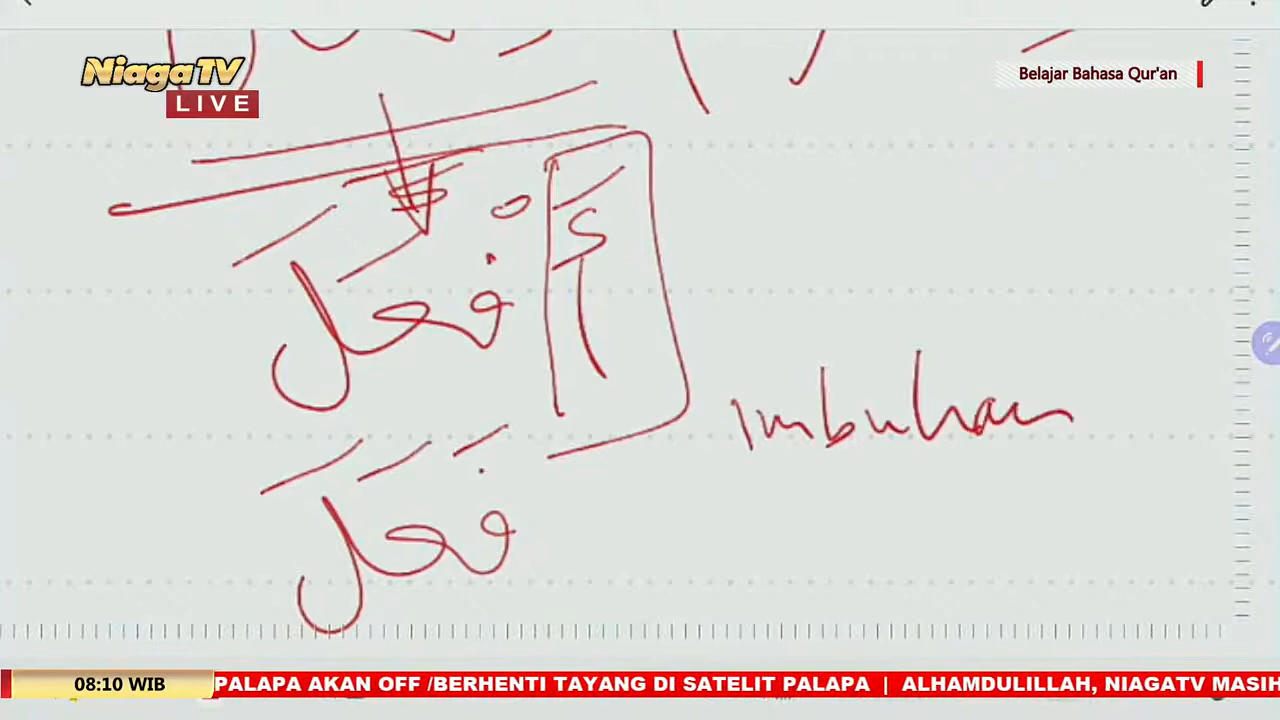 NiagaTV
LIVE
Belajar Bahasa Qur'an
أَفْعَلَ
imbuhan
فَعَلَ
08:10 WIB
PALAPA AKAN OFF /BERHENTI TAYANG DI SATELIT PALAPA | ALHAMDULILLAH, NIAGATV MASIH